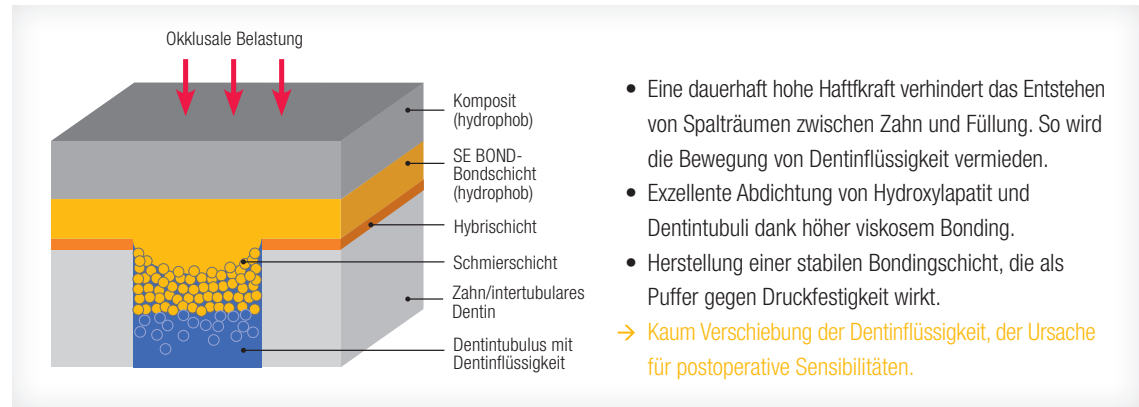 Okklusale Belastung
Komposit
(hydrophob)
SE BOND-
Bondschicht
(hydrophob)
Hybrischicht
Schmierschicht
Zahn/intertubulares
Dentin
Dentintubulus mit
Dentinflüssigkeit
• Eine dauerhaft hohe Haftfkraft verhindert das Entstehen
von Spalträumen zwischen Zahn und Füllung. So wird
die Bewegung von Dentinflüssigkeit vermieden.
• Exzellente Abdichtung von Hydroxylapatit und
Dentintubuli dank höher viskosem Bonding.
• Herstellung einer stabilen Bondingschicht, die als
Puffer gegen Druckfestigkeit wirkt.
→ Kaum Verschiebung der Dentinflüssigkeit, der Ursache
für postoperative Sensibilitäten.